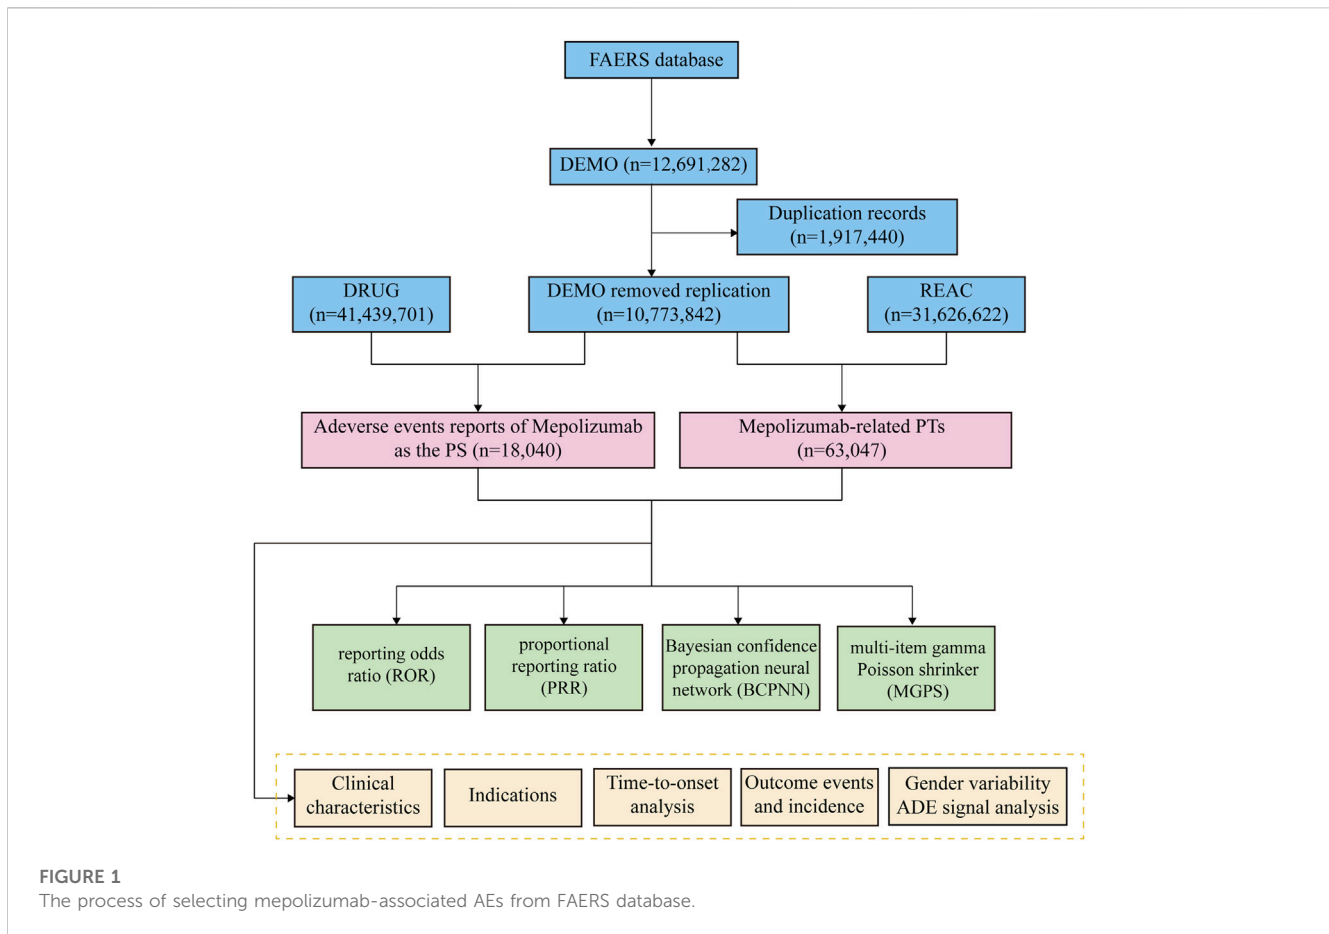 FAERS database
DEMO (n=12,691,282)
Duplication records
(n=1,917,440)
DRUG
(n=41,439,701)
DEMO removed replication
(n=10,773,842)
REAC
(n=31,626,622)
Adeverse events reports of Mepolizumab
as the PS (n=18,040)
Mepolizumab-related PTs
(n=63,047)
reporting odds
ratio (ROR)
proportional
reporting ratio
(PRR)
Bayesian confidence
propagation neural
network (BCPNN)
multi-item gamma
Poisson shrinker
(MGPS)
Clinical
characteristics
Indications
Time-to-onset
analysis
Outcome events
and incidence
Gender variability
ADE signal analysis
FIGURE 1
The process of selecting mepolizumab-associated AEs from FAERS database.